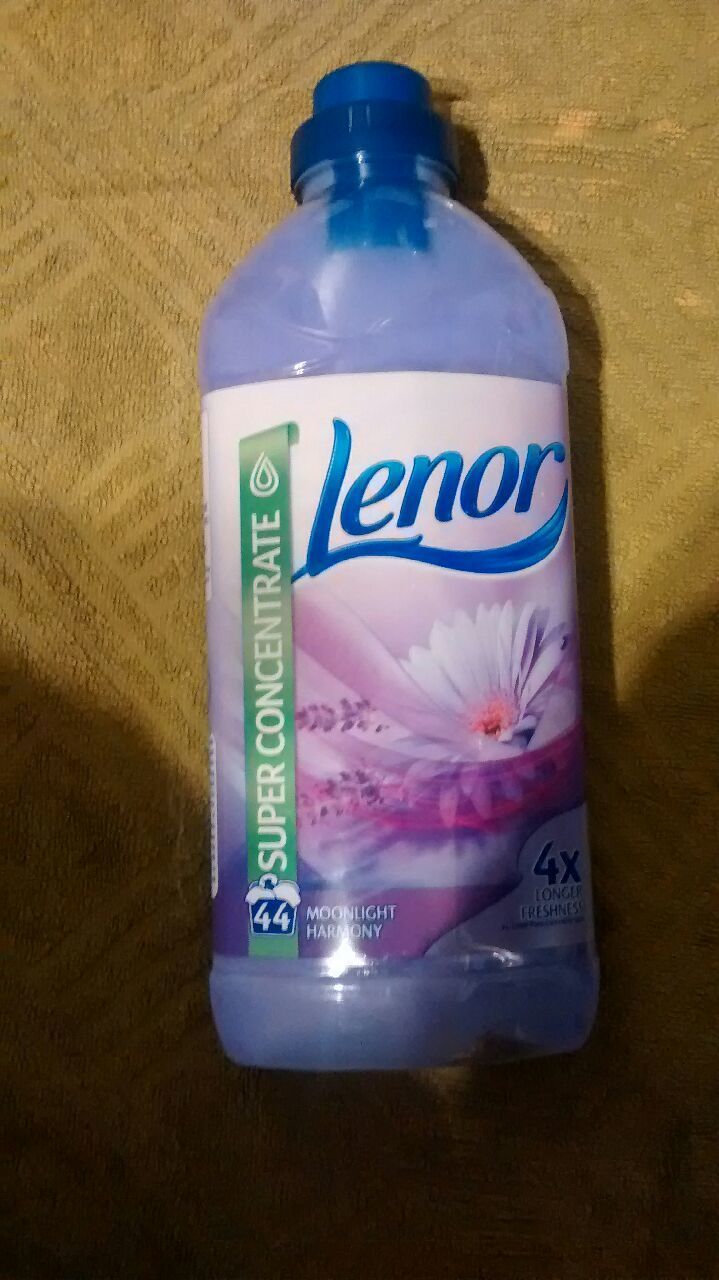 Lenor
SUPER CONCENTRATE
44
MOONLIGHT
HARMONY
4X
LONGER
FRESHNESS